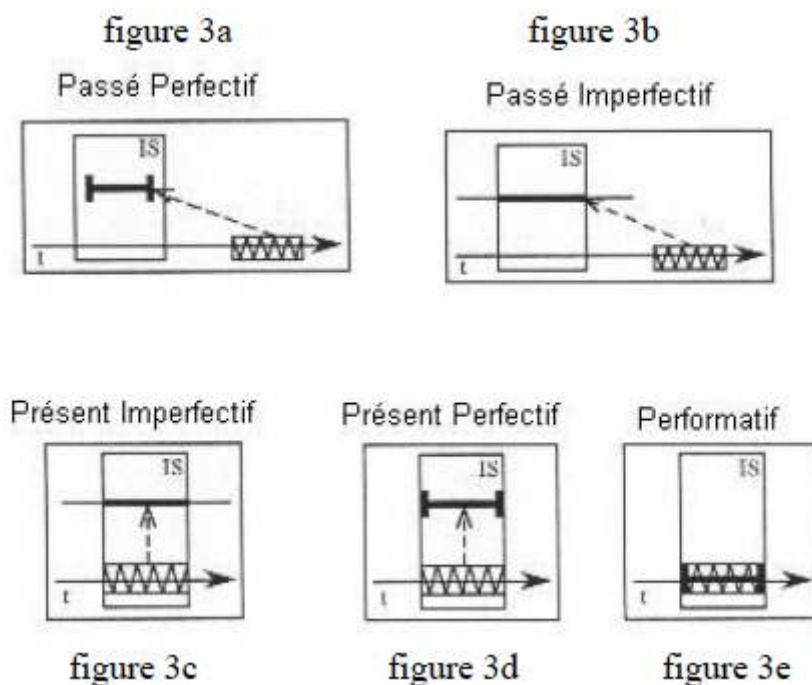 figure 3a
figure 3b
Passé Perfectif
Passé Imperfectif
IS
IS
t
t
Présent Imperfectif
Présent Perfectif
Performatif
IS
IS
IS
t
t
t
figure 3c
figure 3d
figure 3e